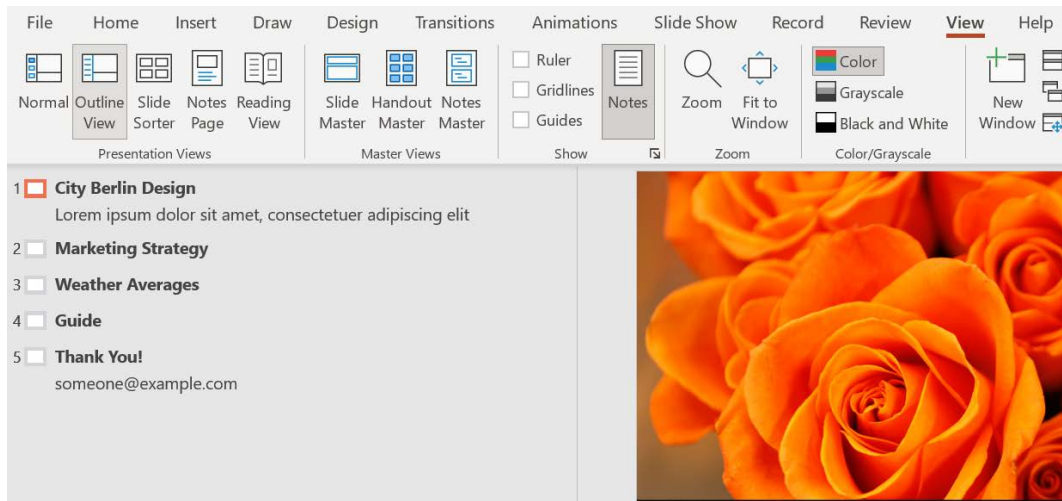 File Home Insert Draw Design Transitions Animations Slide Show Record Review View Help
Normal
Outline
View
Slide
Sorter
Notes
Page
Reading
View
Presentation Views
Slide
Master
Handout
Master
Notes
Master
Master Views
Ruler
Gridlines
Guides
Notes
Show
Zoom
Fit to
Window
Zoom
Color
Grayscale
Black and White
Color/Grayscale
New
Window
1 City Berlin Design
Lorem ipsum dolor sit amet, consectetuer adipiscing elit
2 Marketing Strategy
3 Weather Averages
4 Guide
5 Thank You!
someone@example.com